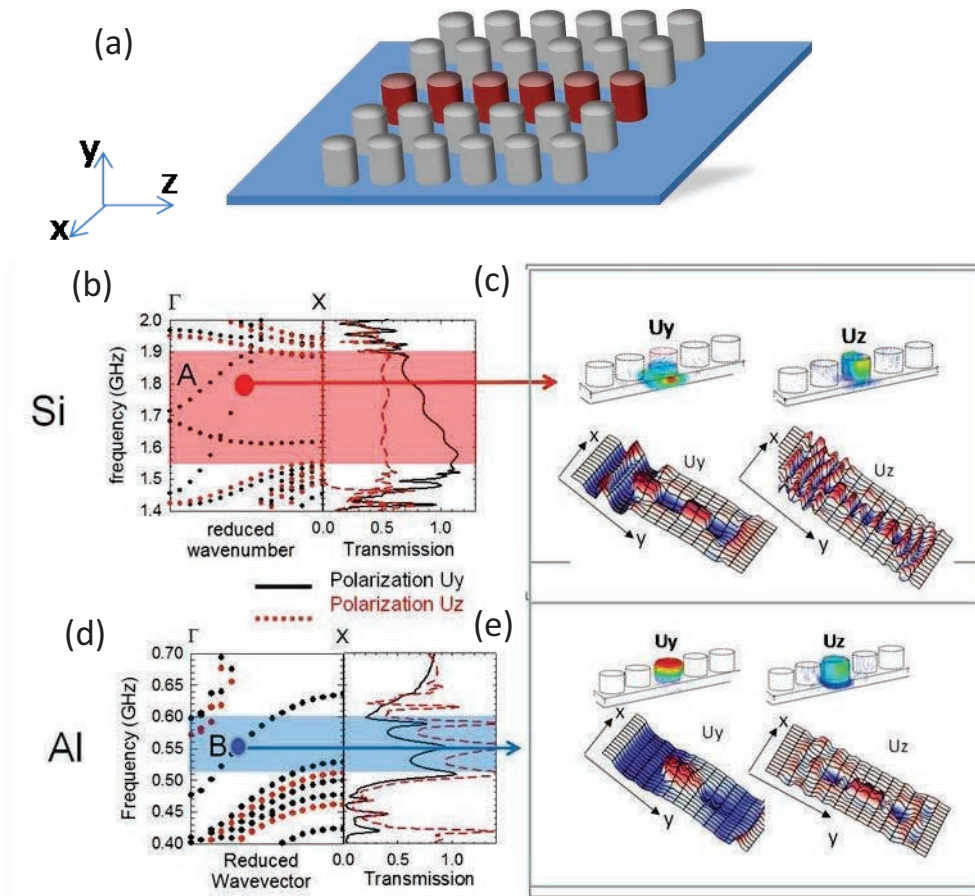 (a)
y
z
x
(b)
Γ
X
Si
frequency (GHz)
2.0
1.9
1.8
1.7
1.6
1.5
1.4
A
0.0
0.5
1.0
reduced
wavenumber
Transmission
Polarization Uy
Polarization Uz
(c)
Uy
Uz
x
Uy
y
x
Uz
y
(d)
Γ
X
Al
Frequency (GHz)
0.70
0.65
0.60
0.55
0.50
0.45
0.40
B
0.0
0.5
1.0
Reduced
Wavevector
Transmission
(e)
Uy
Uz
x
Uy
y
x
Uz
y